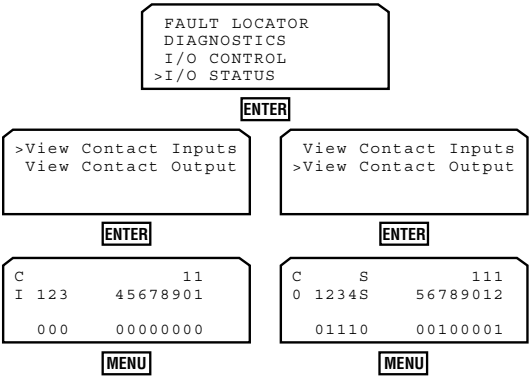 FAULT LOCATOR
DIAGNOSTICS
I/O CONTROL
>I/O STATUS
ENTER
>View Contact Inputs
View Contact Output
ENTER
C 11
I 123 45678901
000 00000000
MENU
View Contact Inputs
>View Contact Output
ENTER
C S 111
0 1234S 56789012
01110 00100001
MENU